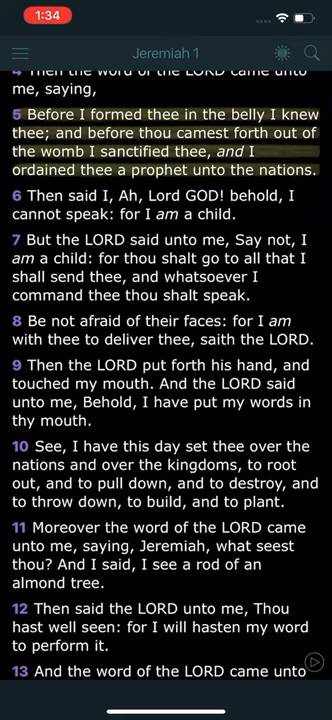 1:34
Jeremiah 1
4 Then the word of the LORD came unto
me, saying,
5 Before I formed thee in the belly I knew
thee; and before thou camest forth out of
the womb I sanctified thee, and I
ordained thee a prophet unto the nations.
6 Then said I, Ah, Lord GOD! behold, I
cannot speak: for I am a child.
7 But the LORD said unto me, Say not, I
am a child: for thou shalt go to all that I
shall send thee, and whatsoever I
command thee thou shalt speak.
8 Be not afraid of their faces: for I am
with thee to deliver thee, saith the LORD.
9 Then the LORD put forth his hand, and
touched my mouth. And the LORD said
unto me, Behold, I have put my words in
thy mouth.
10 See, I have this day set thee over the
nations and over the kingdoms, to root
out, and to pull down, and to destroy, and
to throw down, to build, and to plant.
11 Moreover the word of the LORD came
unto me, saying, Jeremiah, what seest
thou? And I said, I see a rod of an
almond tree.
12 Then said the LORD unto me, Thou
hast well seen: for I will hasten my word
to perform it.
13 And the word of the LORD came unto